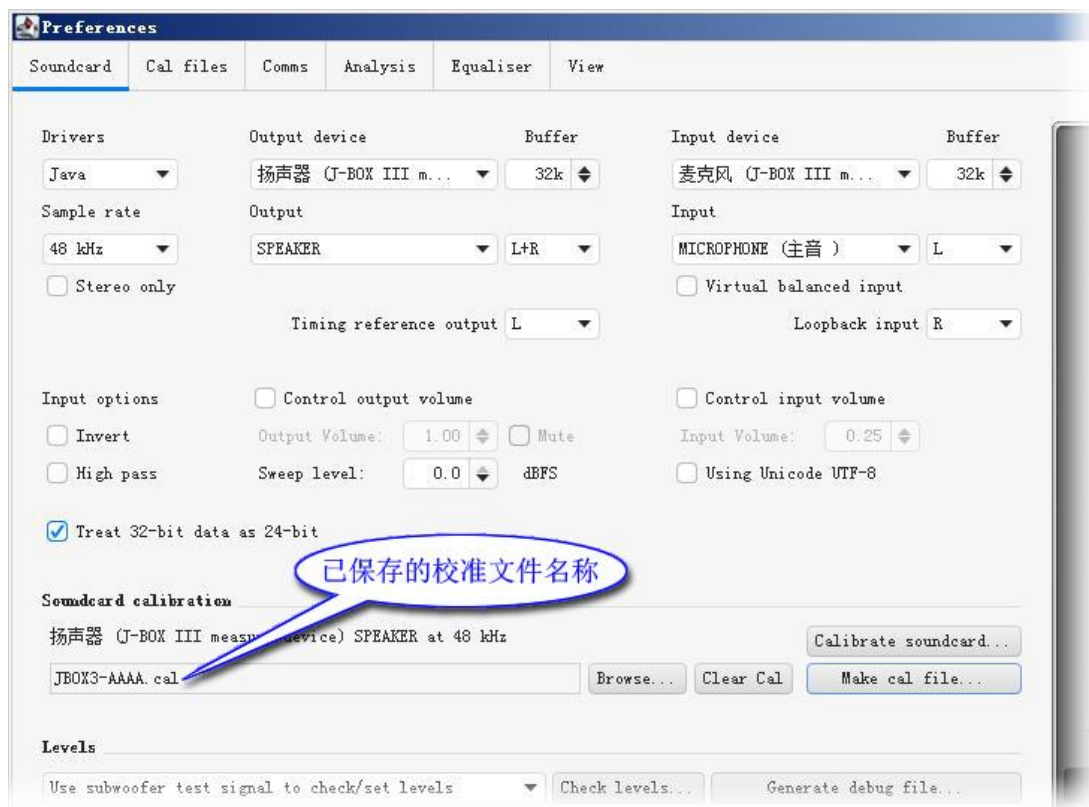 Preferences
Soundcard Cal files Comms Analysis Equaliser View
Drivers Output device Buffer Input device Buffer
Java 扬声器 (J-BOX III m... 32k 麦克风 (J-BOX III m... 32k
Sample rate Output Input
48 kHz SPEAKER L+R MICROPHONE (主音 ) L
Stereo only Virtual balanced input
Timing reference output L Loopback input R
Input options Control output volume Control input volume
Invert Output Volume: 1.00 Mute Input Volume: 0.25
High pass Sweep level: 0.0 dBFS Using Unicode UTF-8
Treat 32-bit data as 24-bit
已保存的校准文件名称
Soundcard calibration
扬声器 (J-BOX III measu device) SPEAKER at 48 kHz
Calibrate soundcard...
JBOX3-AAAA.cal Browse... Clear Cal Make cal file...
Levels
Use subwoofer test signal to check/set levels Check levels... Generate debug file...